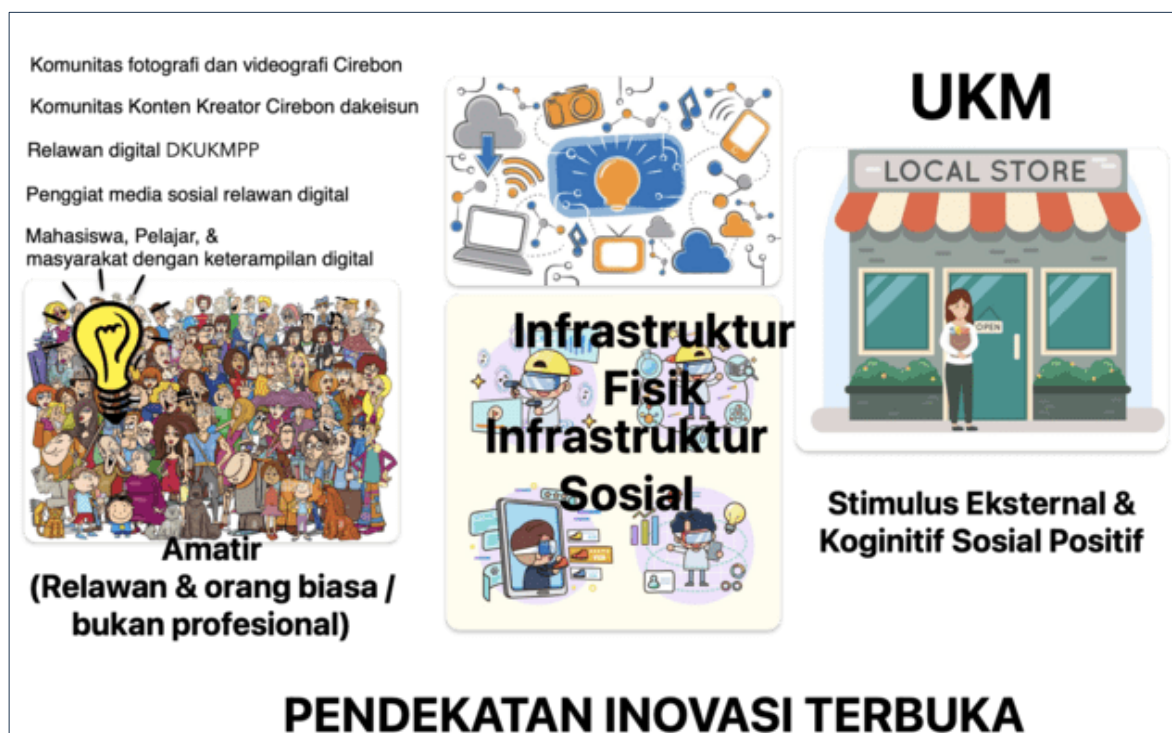 Komunitas fotografi dan videografi Cirebon
Komunitas Konten Kreator Cirebon dakeisun
Relawan digital DKUKMPP
Penggiat media sosial relawan digital
Mahasiswa, Pelajar, &
masyarakat dengan keterampilan digital
Amatir
(Relawan & orang biasa /
bukan profesional)
Infrastruktur
Fisik
Infrastruktur
Sosial
UKM
LOCAL STORE
OPEN
Stimulus Eksternal &
Koginitif Sosial Positif
PENDEKATAN INOVASI TERBUKA